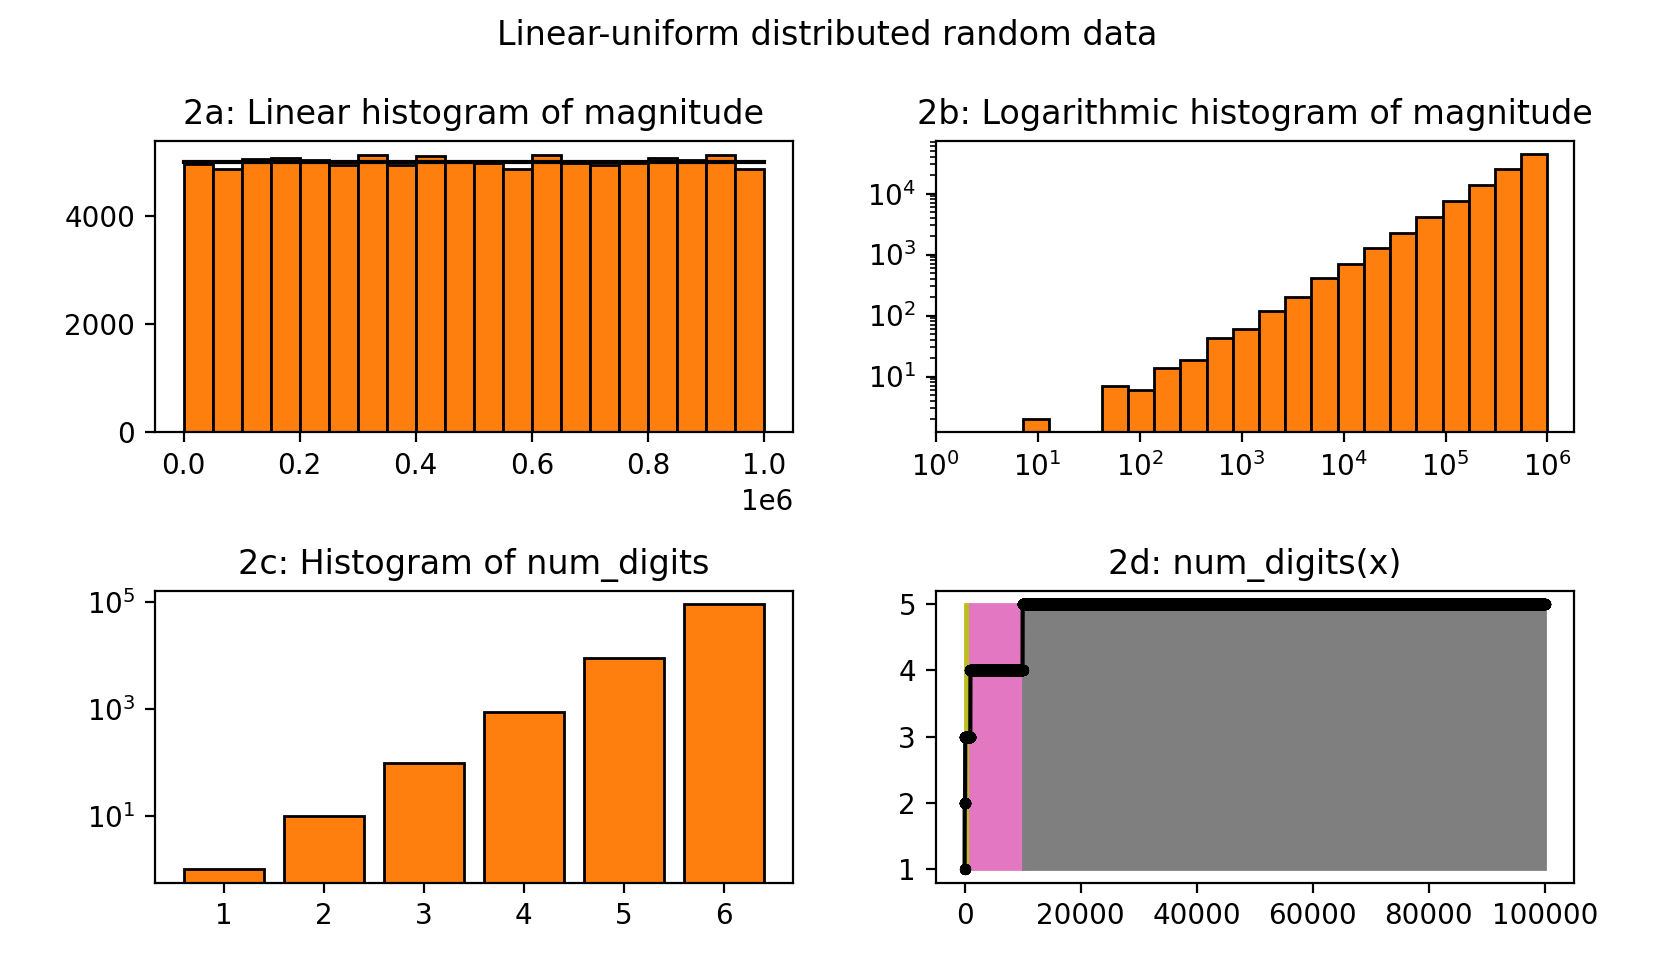 Linear-uniform distributed random data
2a: Linear histogram of magnitude
4000
2000
0
0.0 0.2 0.4 0.6 0.8 1.0
1e6
2b: Logarithmic histogram of magnitude
10⁴
10³
10²
10¹
10⁰ 10¹ 10² 10³ 10⁴ 10⁵ 10⁶
2c: Histogram of num_digits
10⁵
10³
10¹
1 2 3 4 5 6
2d: num_digits(x)
5
4
3
2
1
0 20000 40000 60000 80000 100000